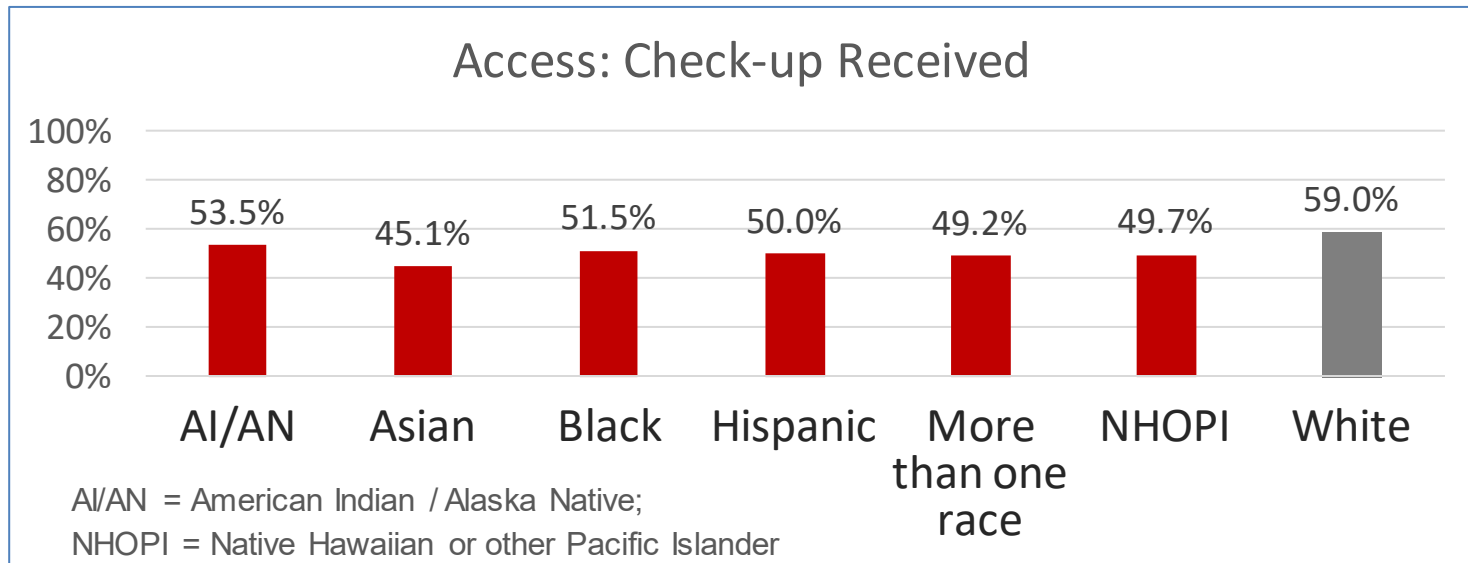 Access: Check-up Received
100%
80%
60%
40%
20%
0%
53.5%
45.1%
51.5%
50.0%
49.2%
49.7%
59.0%
AI/AN
Asian
Black
Hispanic
More
than one
race
NHOPI
White
AI/AN = American Indian / Alaska Native;
NHOPI = Native Hawaiian or other Pacific Islander